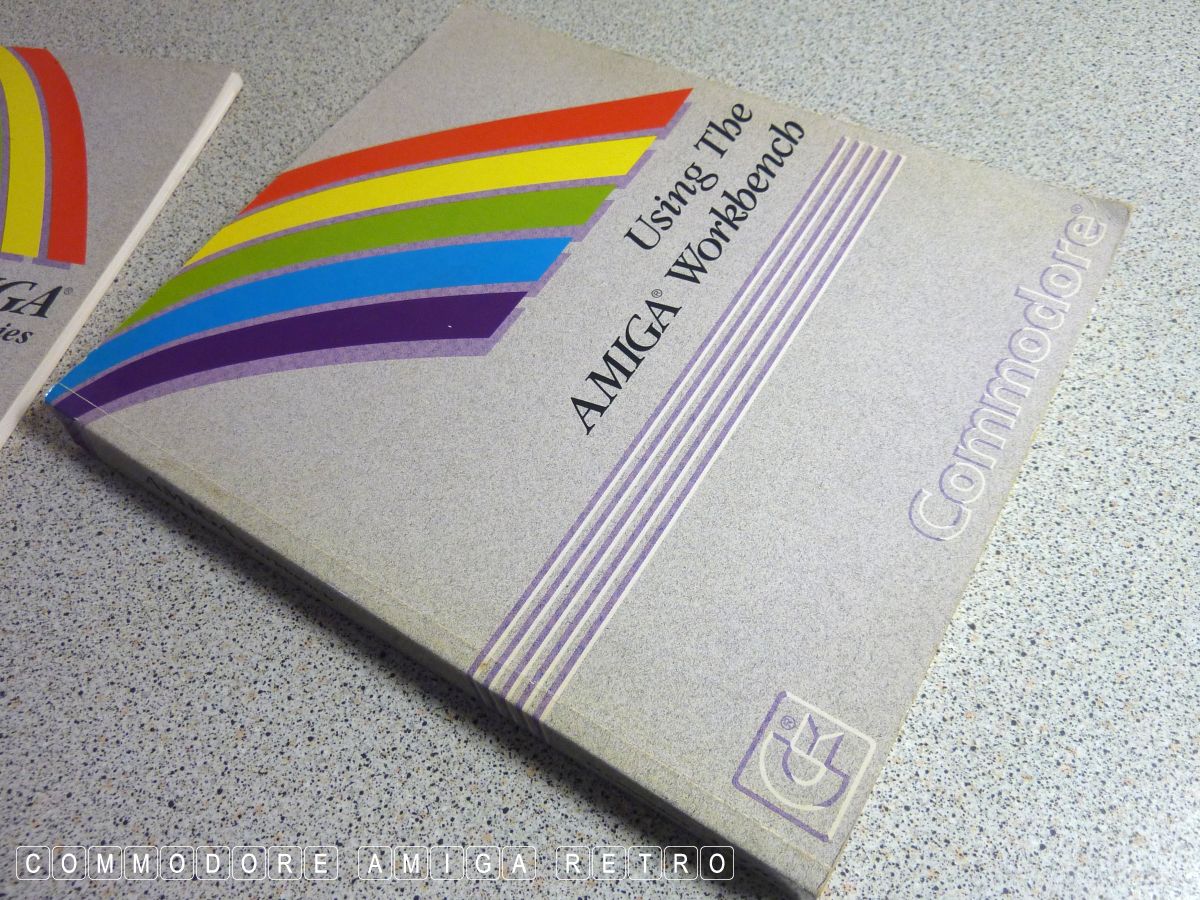 Using The
AMIGA® Workbench
Commodore®
®
GA®
ies
COMMODORE AMIGA RETRO